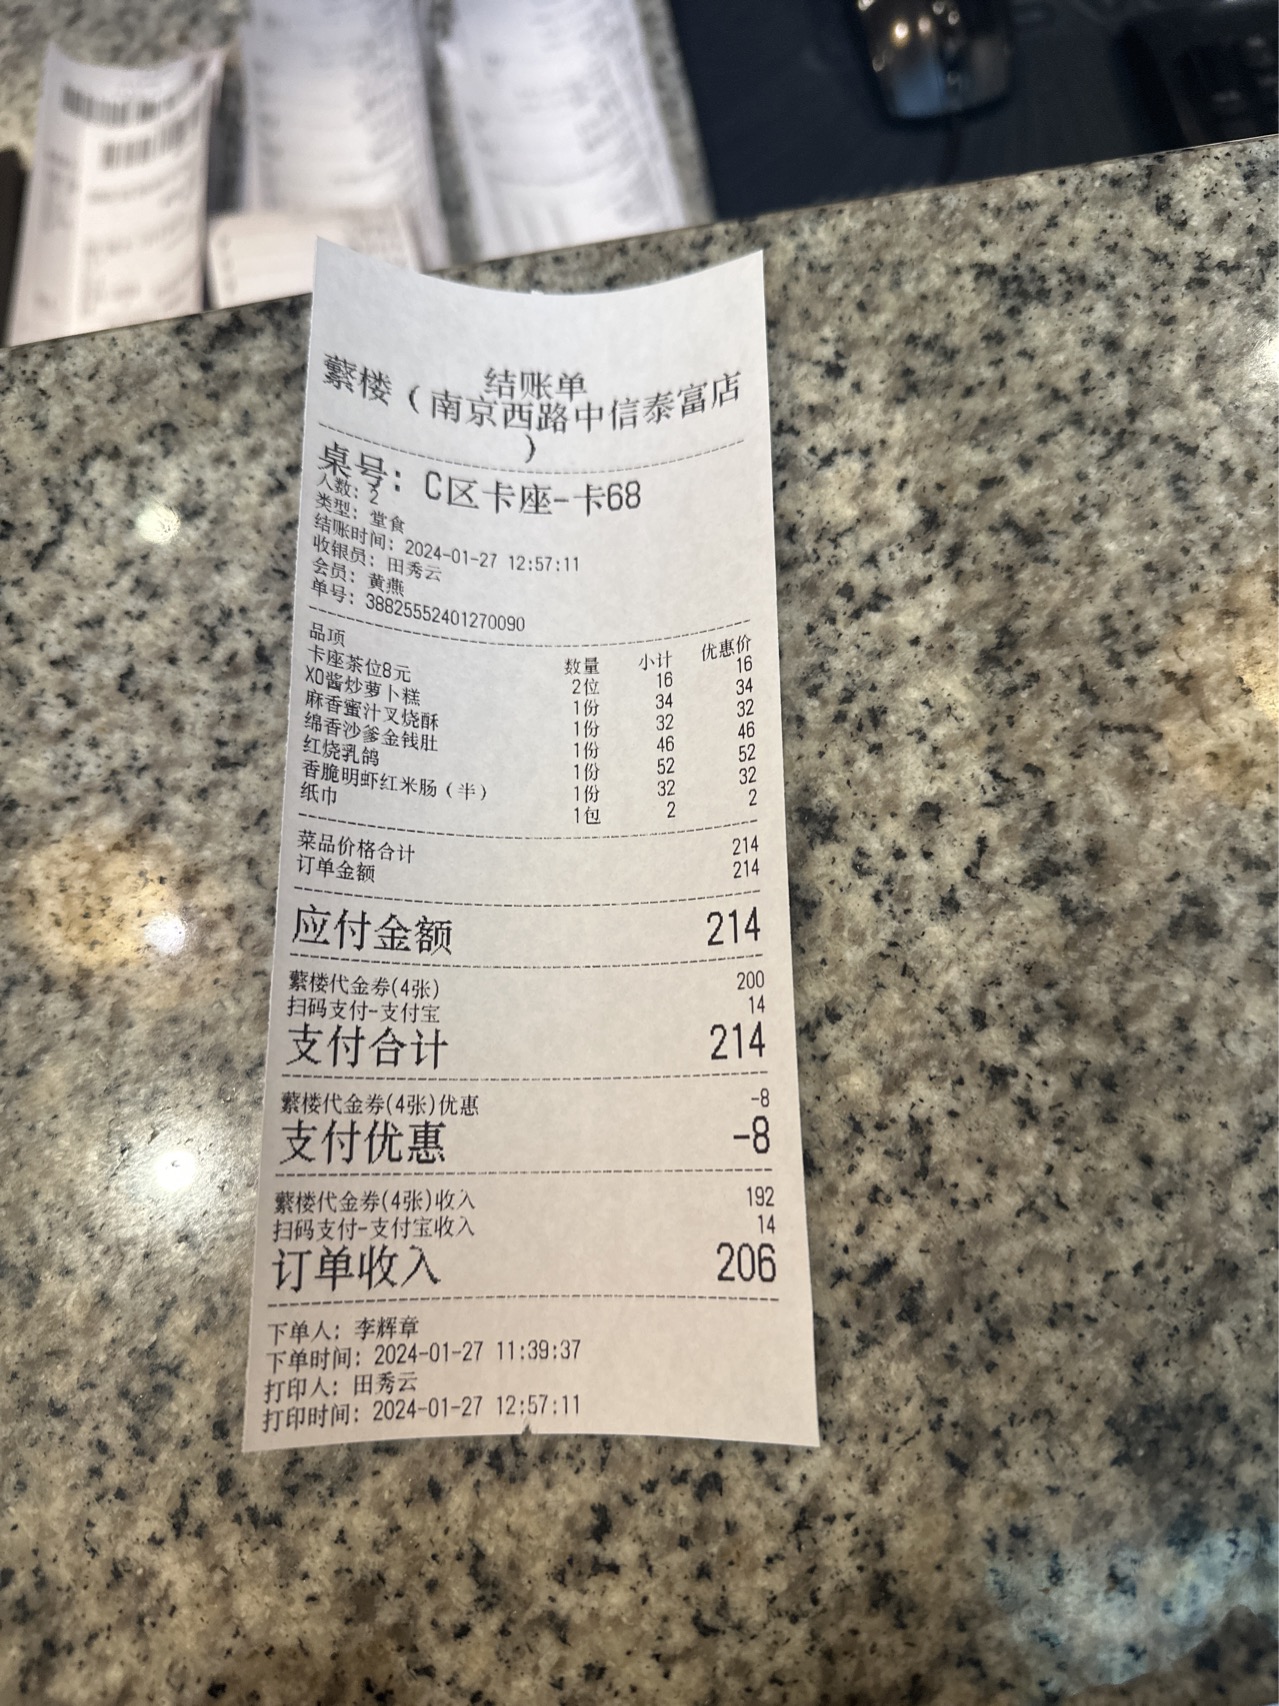 结账单
蘩楼（南京西路中信泰富店
）
桌号：C区卡座-卡68
人数：2
类型：堂食
结账时间：2024-01-27 12:57:11
收银员：田秀云
会员：黄燕
单号：38825552401270090
品项 数量 小计 优惠价
卡座茶位8元 2位 16 16
XO酱炒萝卜糕 1份 34 34
麻香蜜汁叉烧酥 1份 32 32
绵香沙爹金钱肚 1份 46 46
红烧乳鸽 1份 52 52
香脆明虾红米肠（半） 1份 32 32
纸巾 1包 2 2
菜品价格合计 214
订单金额 214
应付金额 214
蘩楼代金券(4张) 200
扫码支付-支付宝 14
支付合计 214
蘩楼代金券(4张)优惠 -8
支付优惠 -8
蘩楼代金券(4张)收入 192
扫码支付-支付宝收入 14
订单收入 206
下单人：李辉章
下单时间：2024-01-27 11:39:37
打印人：田秀云
打印时间：2024-01-27 12:57:11